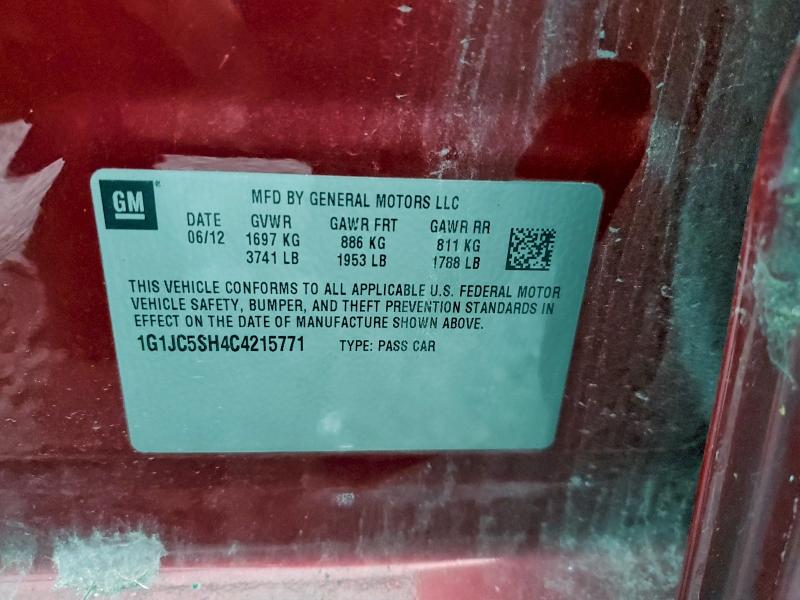 GM
MFD BY GENERAL MOTORS LLC
DATE GVWR GAWR FRT GAWR RR
06/12 1697 KG 886 KG 811 KG
3741 LB 1953 LB 1788 LB
THIS VEHICLE CONFORMS TO ALL APPLICABLE U.S. FEDERAL MOTOR
VEHICLE SAFETY, BUMPER, AND THEFT PREVENTION STANDARDS IN
EFFECT ON THE DATE OF MANUFACTURE SHOWN ABOVE.
1G1JC5SH4C4215771 TYPE: PASS CAR